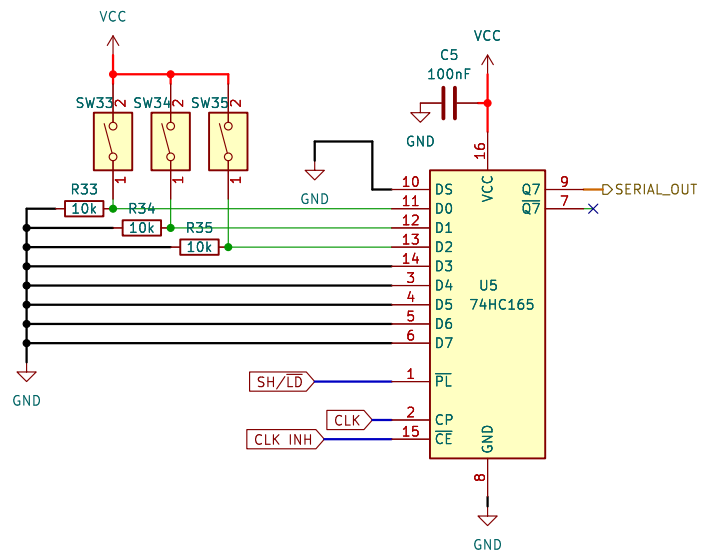 VCC
VCC
C5
100nF
SW33
2
SW34
2
SW35
2
GND
16
1
1
1
GND
VCC
R33
10k
R34
10k
R35
10k
10
DS
11
D0
12
D1
13
D2
14
D3
3
D4
4
D5
5
D6
6
D7
Q7
9
SERIAL_OUT
Q7
7
U5
74HC165
GND
SH/LD
1
PL
CLK
2
CP
CLK INH
15
CE
GND
8
GND